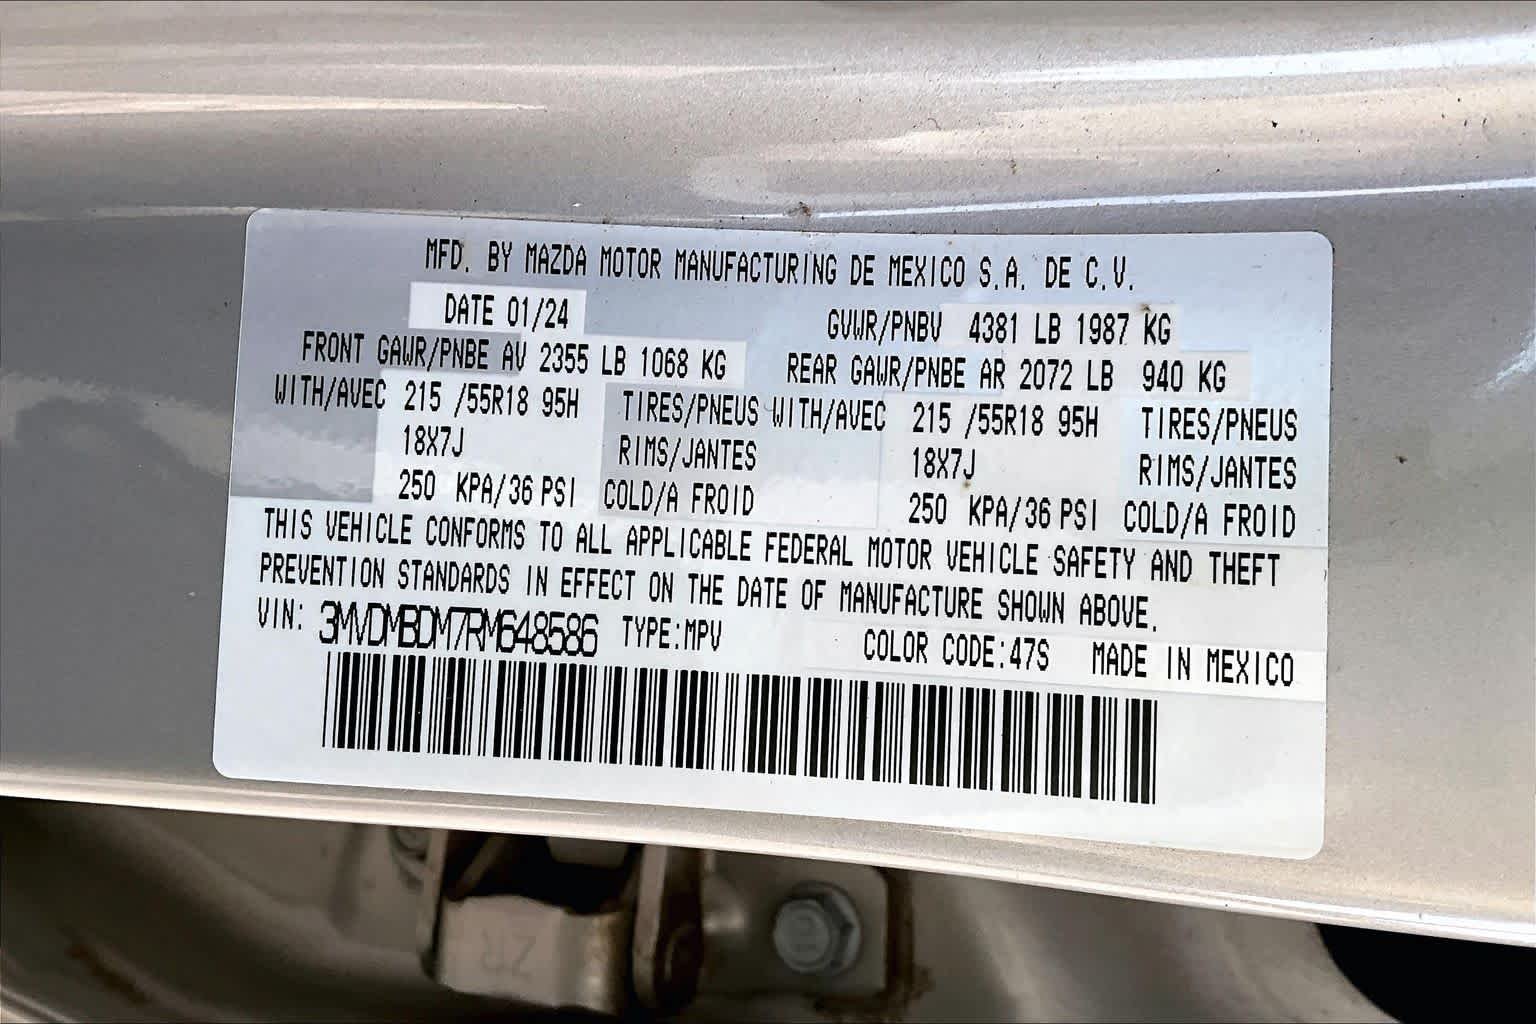 MFD. BY MAZDA MOTOR MANUFACTURING DE MEXICO S.A. DE C.V.
DATE 01/24 GVWR/PNBV 4381 LB 1987 KG
FRONT GAWR/PNBE AV 2355 LB 1068 KG REAR GAWR/PNBE AR 2072 LB 940 KG
WITH/AVEC 215 /55R18 95H TIRES/PNEUS WITH/AVEC 215 /55R18 95H TIRES/PNEUS
18X7J RIMS/JANTES 18X7J RIMS/JANTES
250 KPA/36 PSI COLD/A FROID 250 KPA/36 PSI COLD/A FROID
THIS VEHICLE CONFORMS TO ALL APPLICABLE FEDERAL MOTOR VEHICLE SAFETY AND THEFT
PREVENTION STANDARDS IN EFFECT ON THE DATE OF MANUFACTURE SHOWN ABOVE.
VIN: 3MVDMBDM7RM648586 TYPE:MPV COLOR CODE:47S MADE IN MEXICO